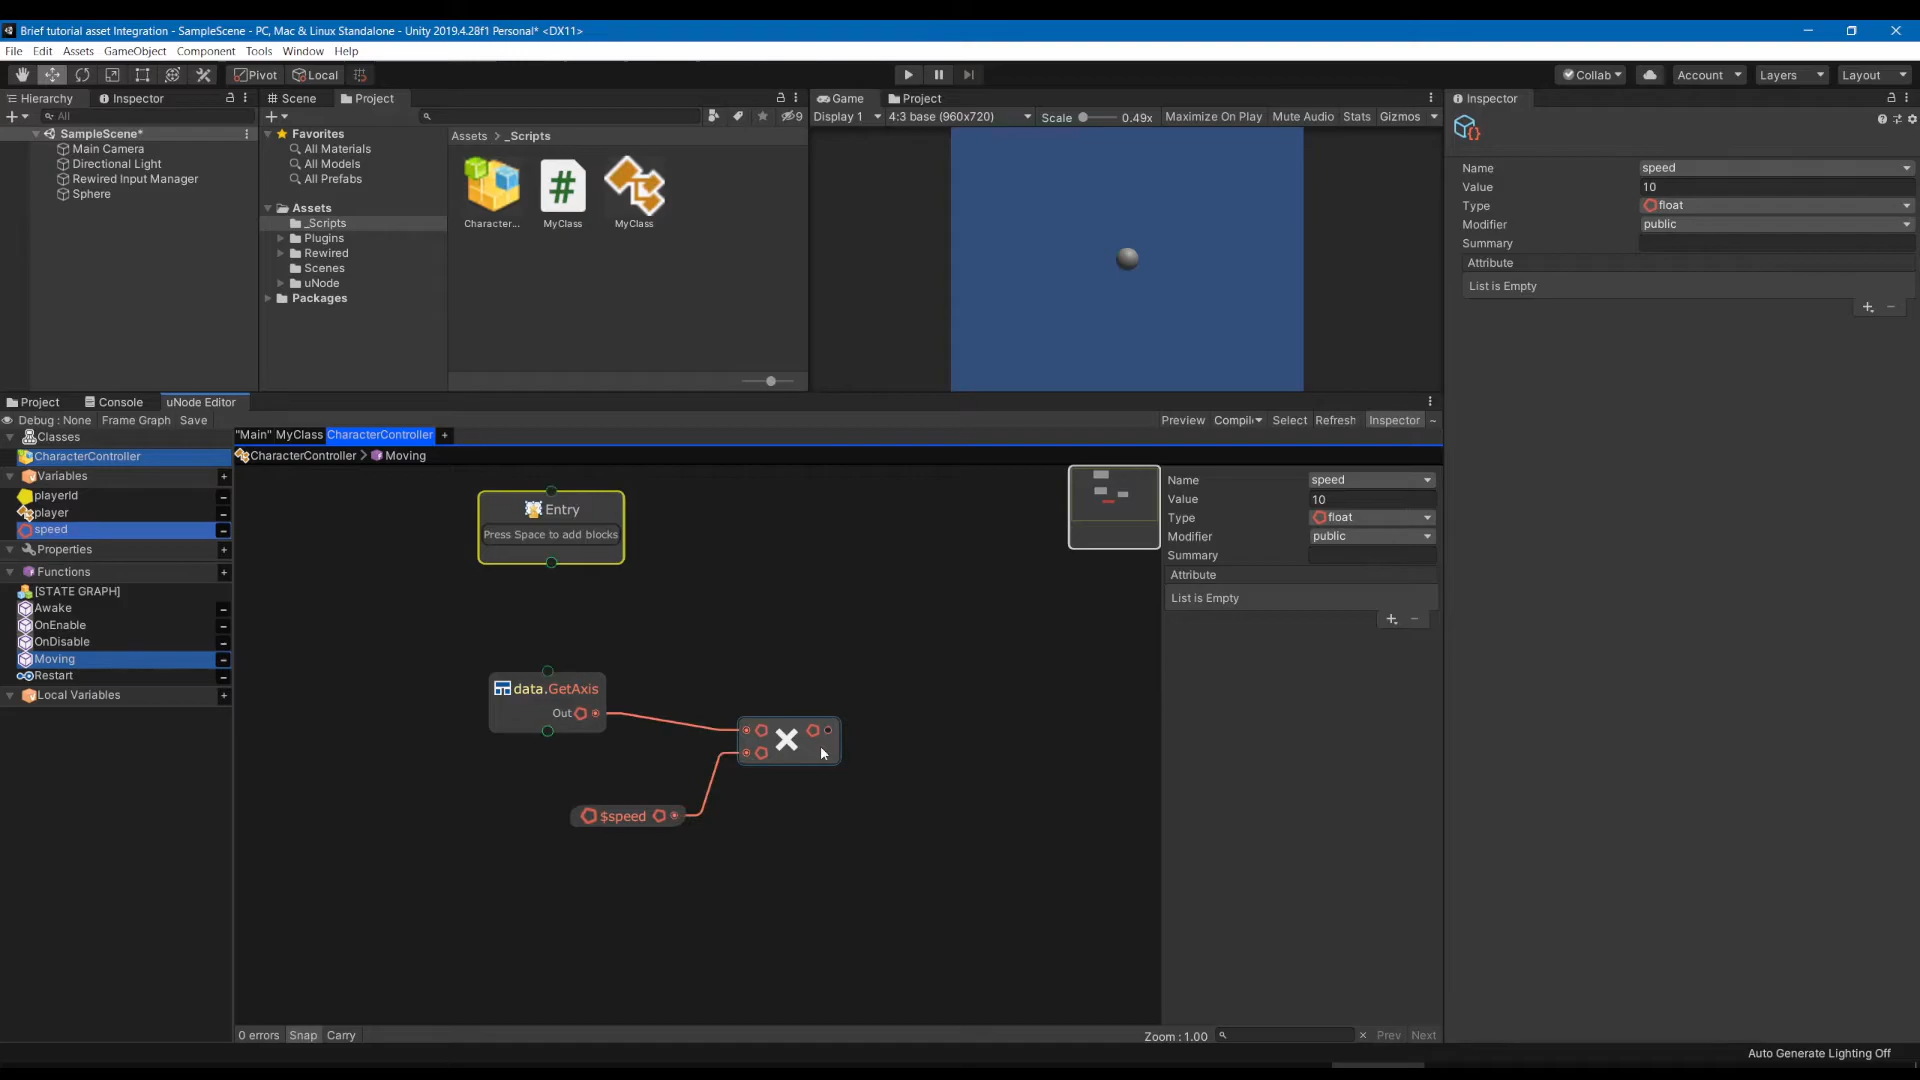 Brief tutorial asset Integration - SampleScene - PC, Mac & Linux Standalone - Unity 2019.4.28f1 Personal* <DX11>
File Edit Assets GameObject Component Tools Window Help
Pivot Local Collab Account Layers Layout
Hierarchy Inspector
All
SampleScene*
Main Camera
Directional Light
Rewired Input Manager
Sphere
Scene Project
9
Favorites
All Materials
All Models
All Prefabs
Assets
_Scripts
Plugins
Rewired
Scenes
uNode
Packages
Assets > _Scripts
Character...
MyClass
MyClass
Game Project
Display 1 4:3 base (960x720) Scale 0.49x Maximize On Play Mute Audio Stats Gizmos
Inspector
Name speed
Value 10
Type float
Modifier public
Summary
Attribute
List is Empty
Project Console uNode Editor
Debug : None Frame Graph Save
Preview Compile Select Refresh Inspector
Classes
CharacterController
Variables
playerId
player
speed
Properties
Functions
[STATE GRAPH]
Awake
OnEnable
OnDisable
Moving
Restart
Local Variables
"Main" MyClass CharacterController +
CharacterController > Moving
Entry
Press Space to add blocks
data.GetAxis
Out
$speed
Name speed
Value 10
Type float
Modifier public
Summary
Attribute
List is Empty
0 errors Snap Carry
Zoom : 1.00 Prev Next
Auto Generate Lighting Off